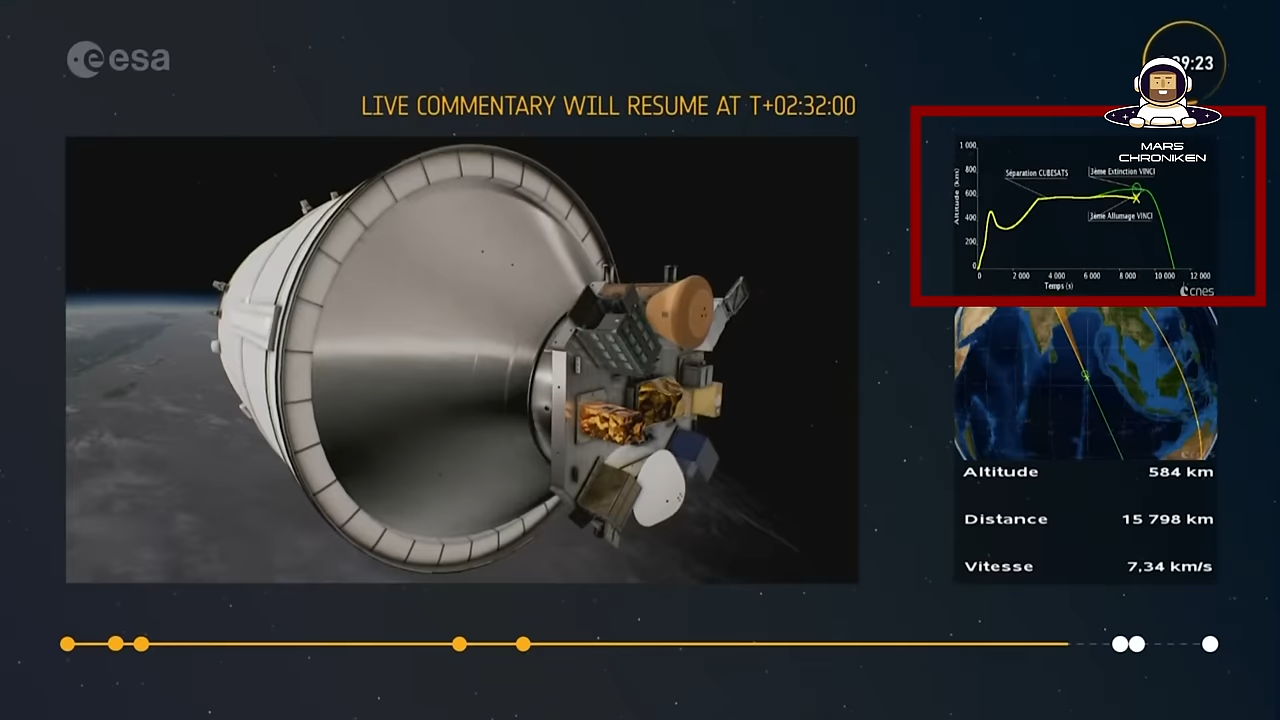 esa
LIVE COMMENTARY WILL RESUME AT T+02:32:00
MARS
CHRONIKEN
1 000
800
600
400
200
0
Altitude (km)
Séparation CUBESATS
3ème Extinction VINCI
3ème Allumage VINCI
0
2 000
4 000
6 000
8 000
10 000
12 000
Temps (s)
cnes
Altitude 584 km
Distance 15 798 km
Vitesse 7,34 km/s